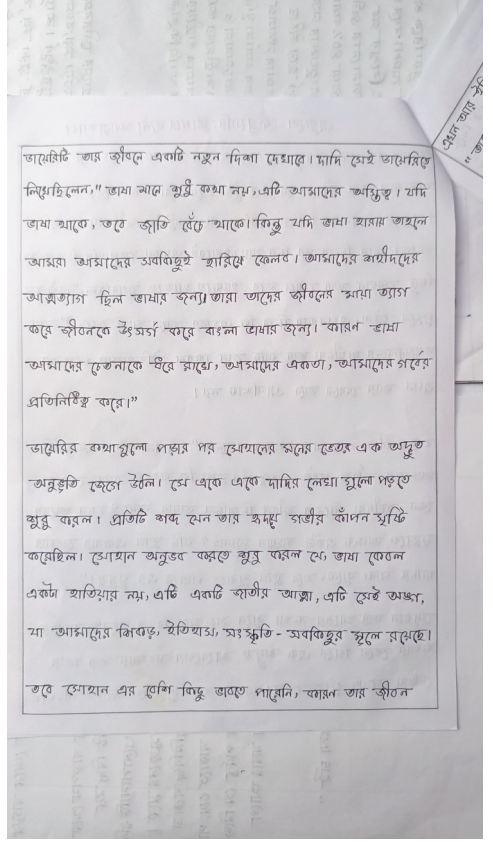 ডায়েরিটি তার জীবনে একটি নতুন দিশা দেখাবে। দাদি সেই ডায়েরিতে
লিখেছিলেন," ভাষা মানে শুধু কথা নয়, এটি আমাদের অস্তিত্ব। যদি
ভাষা থাকে, তবে জাতি বেঁচে থাকে। কিন্তু যদি ভাষা হারায় তাহলে
আমরা আমাদের সবকিছুই হারিয়ে ফেলব। আমাদের শহীদদের
আত্মত্যাগ ছিল ভাষার জন্য। তারা তাদের জীবনের মায়া ত্যাগ
করে জীবনকে উৎসর্গ করে বাংলা ভাষার জন্য। কারন ভাষা
আমাদের চেতনাকে ধরে রাখে, আমাদের একতা, আমাদের গর্বের
প্রতিনিধিত্ব করে।"
ডায়েরির কথাগুলো পড়ার পর সোহানের মনের ভেতর এক অদ্ভুত
অনুভূতি জেগে উঠল। সে একে একে দাদির লেখা গুলো পড়তে
শুরু করল। প্রতিটি শব্দ যেন তার হৃদয়ে গভীর কাঁপন সৃষ্টি
করেছিল। সোহান অনুভব করতে শুরু করল যে, ভাষা কেবল
একটা হাতিয়ার নয়, এটি একটি জাতীর আত্মা, এটি সেই অঙ্গ,
যা আমাদের শিকড়, ইতিহাস, সংস্কৃতি - সবকিছুর মূলে রয়েছে।
তবে সোহান এর বেশি কিছু ভাবতে পারেনি, কারন তার জীবন
এখন আর